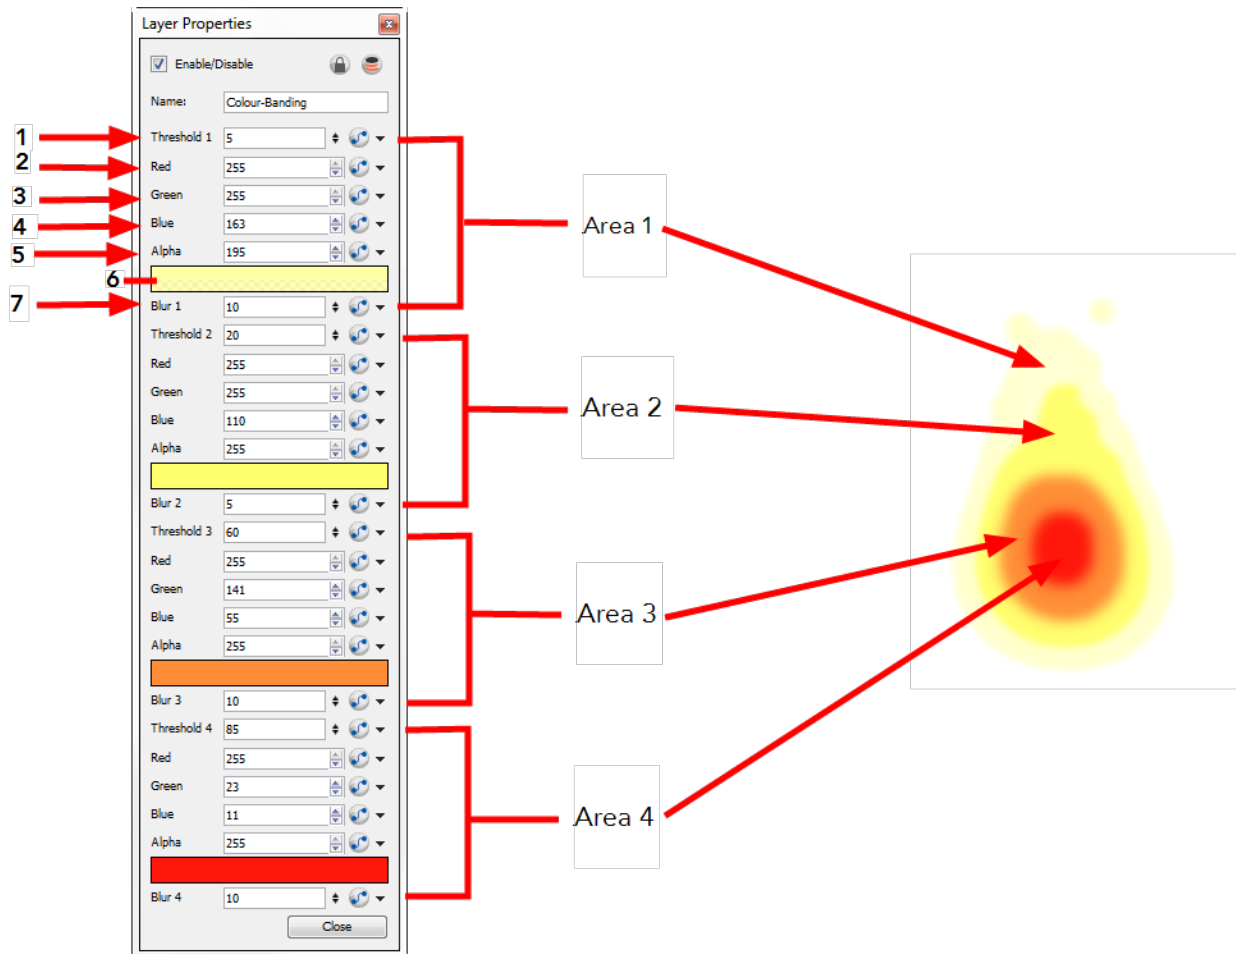 Layer Properties
Enable/Disable
Name: Colour-Banding
1 Threshold 1 5
2 Red 255
3 Green 255
4 Blue 163
5 Alpha 195
6
7 Blur 1 10
Threshold 2 20
Red 255
Green 255
Blue 110
Alpha 255
Blur 2 5
Threshold 3 60
Red 255
Green 141
Blue 55
Alpha 255
Blur 3 10
Threshold 4 85
Red 255
Green 23
Blue 11
Alpha 255
Blur 4 10
Close
Area 1
Area 2
Area 3
Area 4